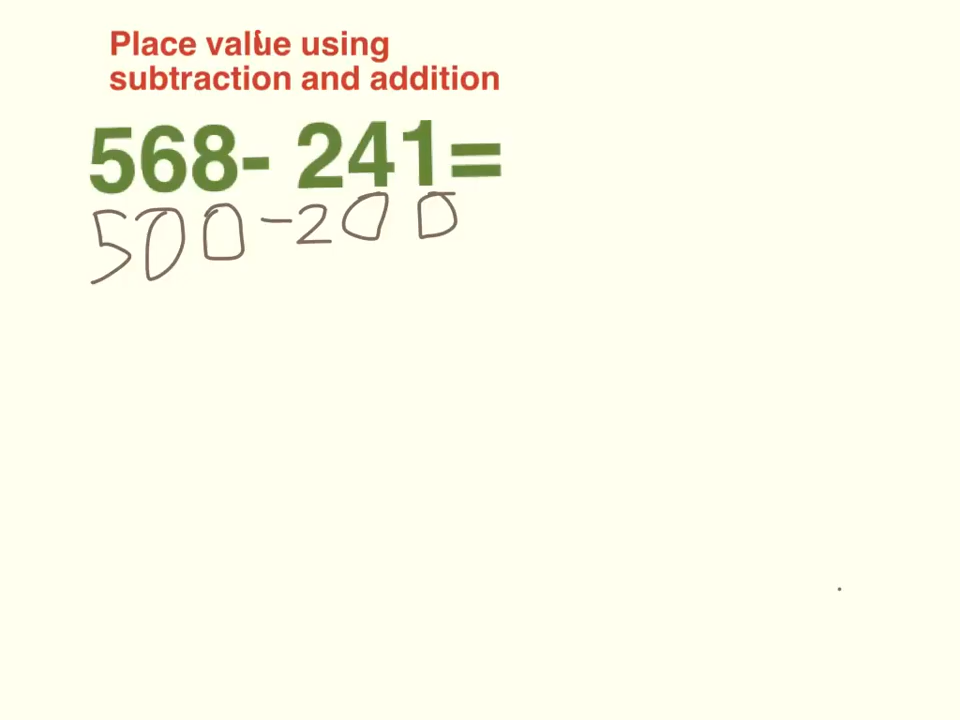 Place value using
subtraction and addition
568- 241=
500-200